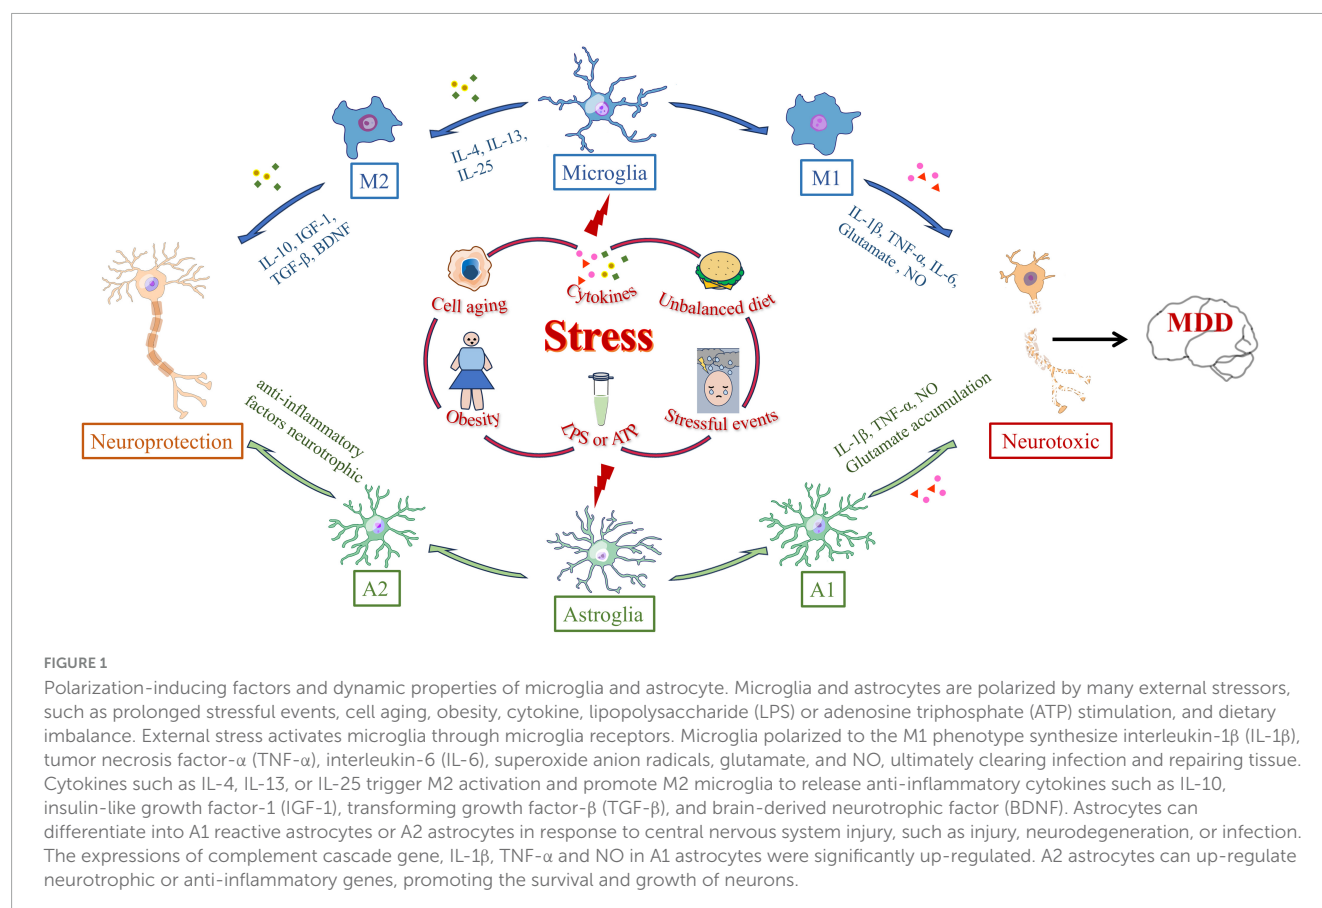 IL-4, IL-13,
IL-25
Microglia
M2
M1
IL-10, IGF-1,
TGF-β, BDNF
IL-1β, TNF-α, IL-6,
Glutamate , NO
Cell aging
Cytokines
Unbalanced diet
Stress
MDD
Obesity
LPS or ATP
Stressful events
Neuroprotection
Neurotoxic
anti-inflammatory
factors neurotrophic
IL-1β, TNF-α, NO
Glutamate accumulation
A2
A1
Astroglia
FIGURE 1
Polarization-inducing factors and dynamic properties of microglia and astrocyte. Microglia and astrocytes are polarized by many external stressors,
such as prolonged stressful events, cell aging, obesity, cytokine, lipopolysaccharide (LPS) or adenosine triphosphate (ATP) stimulation, and dietary
imbalance. External stress activates microglia through microglia receptors. Microglia polarized to the M1 phenotype synthesize interleukin-1β (IL-1β),
tumor necrosis factor-α (TNF-α), interleukin-6 (IL-6), superoxide anion radicals, glutamate, and NO, ultimately clearing infection and repairing tissue.
Cytokines such as IL-4, IL-13, or IL-25 trigger M2 activation and promote M2 microglia to release anti-inflammatory cytokines such as IL-10,
insulin-like growth factor-1 (IGF-1), transforming growth factor-β (TGF-β), and brain-derived neurotrophic factor (BDNF). Astrocytes can
differentiate into A1 reactive astrocytes or A2 astrocytes in response to central nervous system injury, such as injury, neurodegeneration, or infection.
The expressions of complement cascade gene, IL-1β, TNF-α and NO in A1 astrocytes were significantly up-regulated. A2 astrocytes can up-regulate
neurotrophic or anti-inflammatory genes, promoting the survival and growth of neurons.